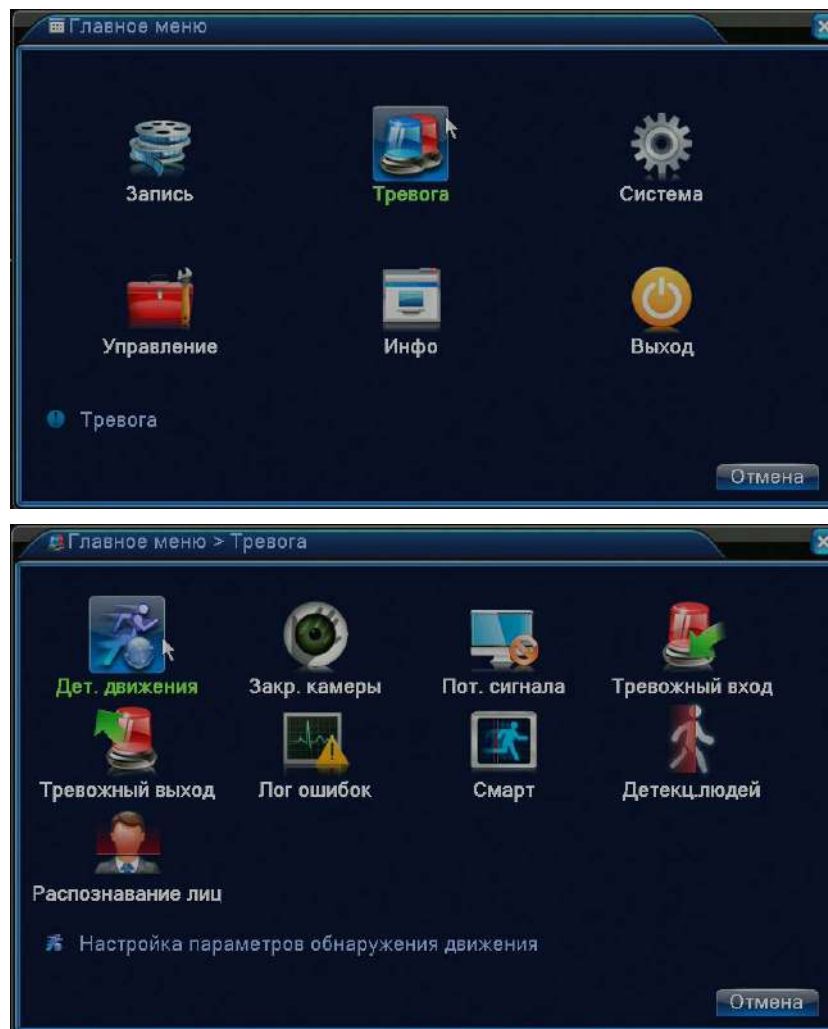 Главное меню
Запись Тревога Система
Управление Инфо Выход
Тревога
Отмена
Главное меню > Тревога
Дет. движения Закр. камеры Пот. сигнала Тревожный вход
Тревожный выход Лог ошибок Смарт Детекц.людей
Распознавание лиц
Настройка параметров обнаружения движения
Отмена